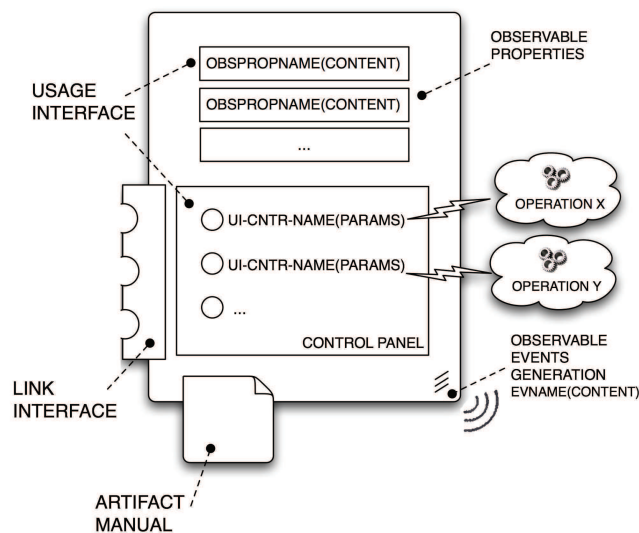 OBSERVABLE
PROPERTIES
OBSPROPNAME(CONTENT)
OBSPROPNAME(CONTENT)
...
USAGE
INTERFACE
UI-CNTR-NAME(PARAMS)
UI-CNTR-NAME(PARAMS)
...
CONTROL PANEL
OPERATION X
OPERATION Y
LINK
INTERFACE
OBSERVABLE
EVENTS
GENERATION
EVNAME(CONTENT)
ARTIFACT
MANUAL